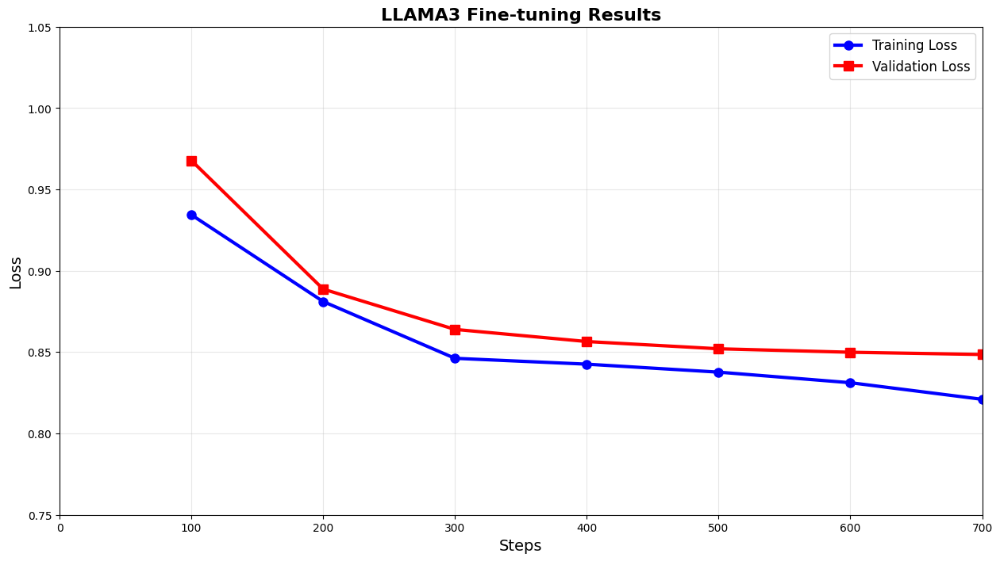 LLAMA3 Fine-tuning Results
Training Loss
Validation Loss
1.05
1.00
0.95
0.90
0.85
0.80
0.75
Loss
0 100 200 300 400 500 600 700
Steps